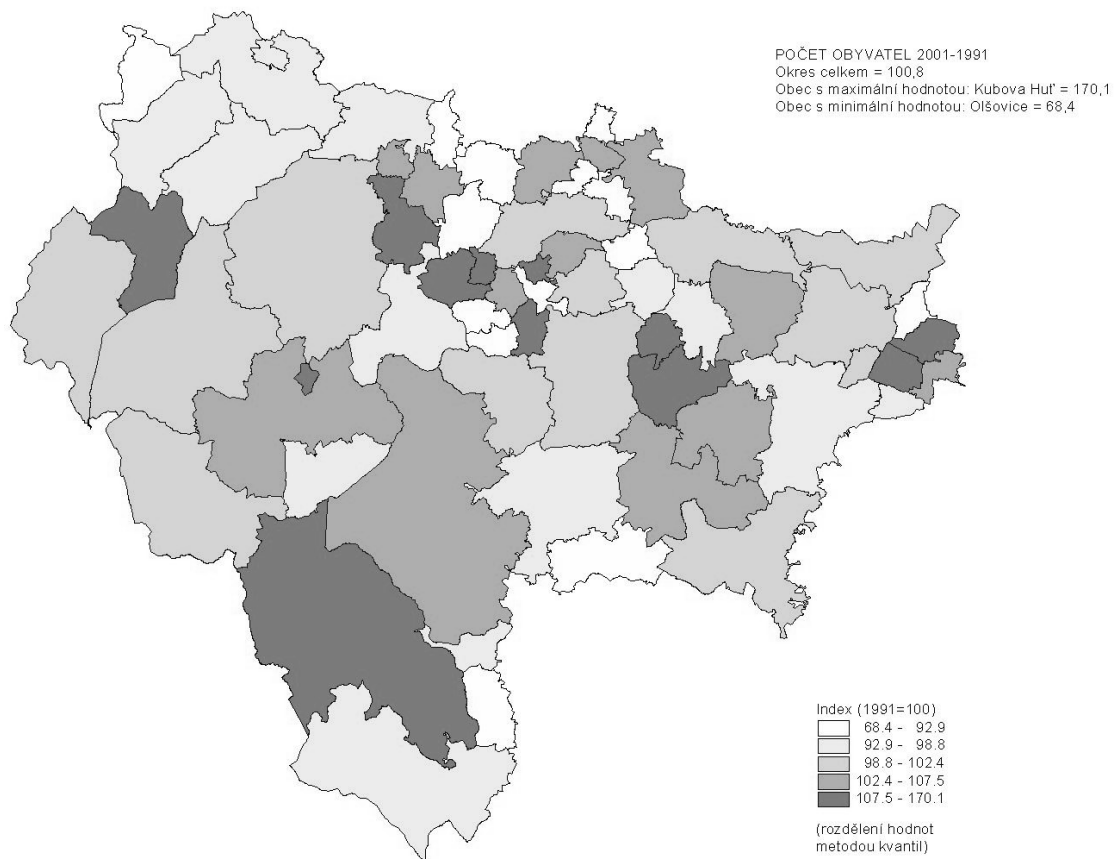 POČET OBYVATEL 2001-1991
Okres celkem = 100,8
Obec s maximální hodnotou: Kubova Huť = 170,1
Obec s minimální hodnotou: Olšovice = 68,4
Index (1991=100)
68.4 - 92.9
92.9 - 98.8
98.8 - 102.4
102.4 - 107.5
107.5 - 170.1
(rozdělení hodnot
metodou kvantil)